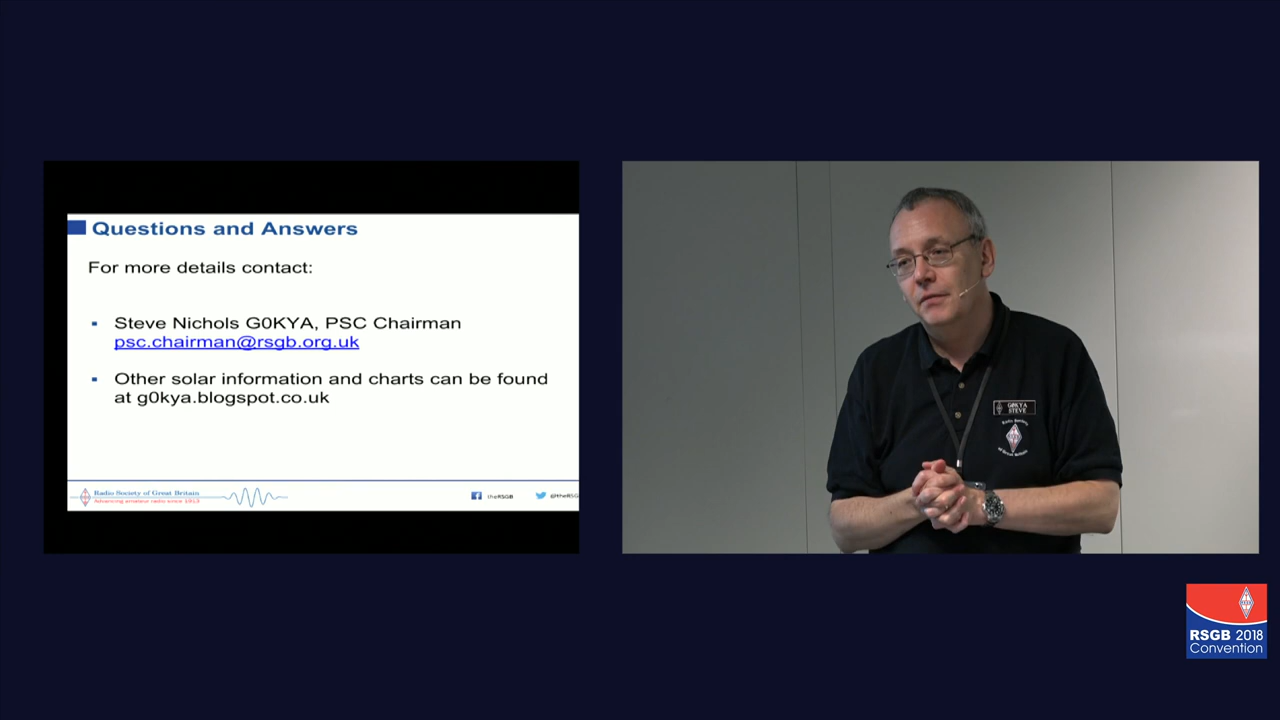 Questions and Answers
For more details contact:
Steve Nichols G0KYA, PSC Chairman
psc.chairman@rsgb.org.uk
Other solar information and charts can be found
at g0kya.blogspot.co.uk
Radio Society of Great Britain
Advancing amateur radio since 1913
theRSGB
@theRSG
G0KYA
STEVE
Radio Society
of Great Britain
RSGB 2018
Convention